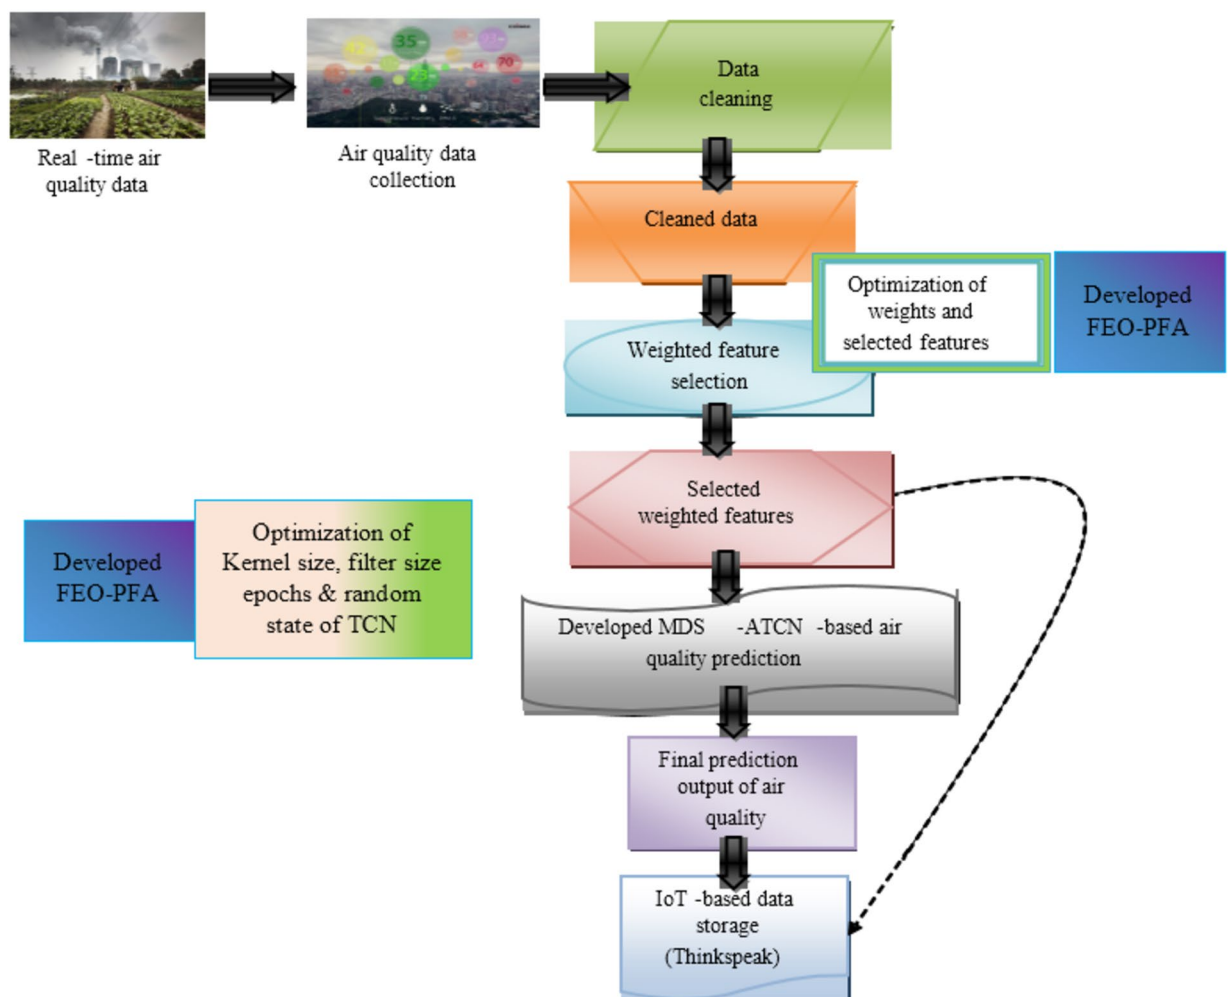 Real -time air
quality data
Air quality data
collection
35
23
70
Data
cleaning
Cleaned data
Optimization of
weights and
selected features
Developed
FEO-PFA
Weighted feature
selection
Selected
weighted features
Developed
FEO-PFA
Optimization of
Kernel size, filter size
epochs & random
state of TCN
Developed MDS -ATCN -based air
quality prediction
Final prediction
output of air
quality
IoT -based data
storage
(Thinkspeak)